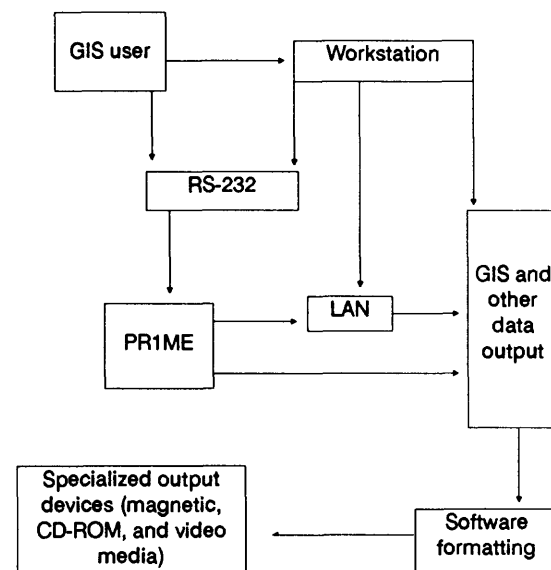 GIS user
Workstation
RS-232
GIS and
other
data
output
LAN
PR1ME
Specialized output
devices (magnetic,
CD-ROM, and video
media)
Software
formatting